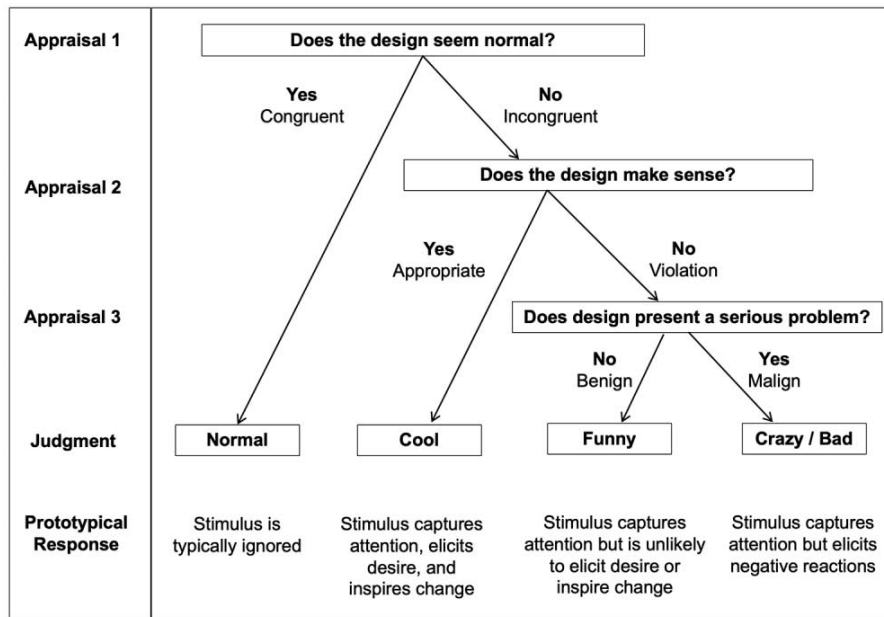 Appraisal 1
Does the design seem normal?
Yes
Congruent
No
Incongruent
Appraisal 2
Does the design make sense?
Yes
Appropriate
No
Violation
Appraisal 3
Does design present a serious problem?
No
Benign
Yes
Malign
Judgment
Normal
Cool
Funny
Crazy / Bad
Prototypical
Response
Stimulus is
typically ignored
Stimulus captures
attention, elicits
desire, and
inspires change
Stimulus captures
attention but is unlikely
to elicit desire or
inspire change
Stimulus captures
attention but elicits
negative reactions